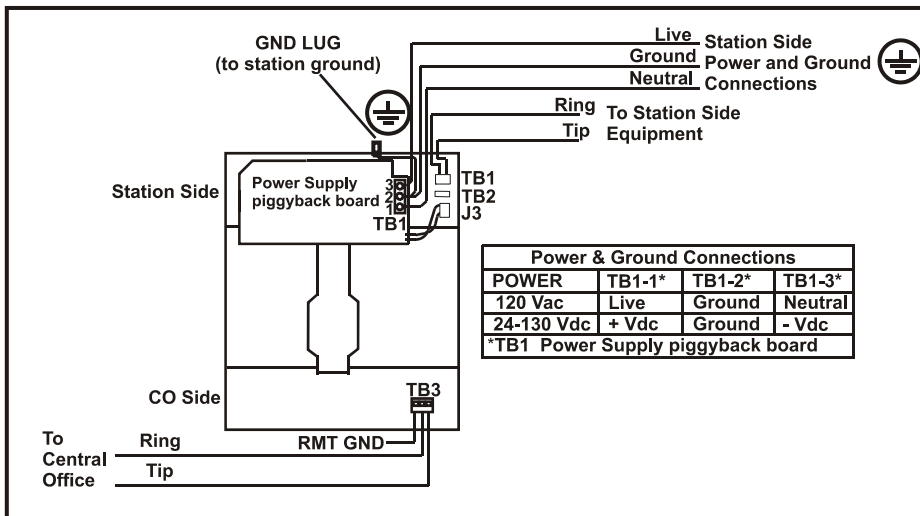 GND LUG
(to station ground)
Live
Ground
Neutral
Station Side
Power and Ground
Connections
Ring
Tip
To Station Side
Equipment
Station Side
Power Supply
piggyback board
3
2
1
TB1
TB1
TB2
J3
Power & Ground Connections
POWER TB1-1* TB1-2* TB1-3*
120 Vac Live Ground Neutral
24-130 Vdc + Vdc Ground - Vdc
*TB1 Power Supply piggyback board
CO Side
TB3
To
Central
Office
Ring
Tip
RMT GND